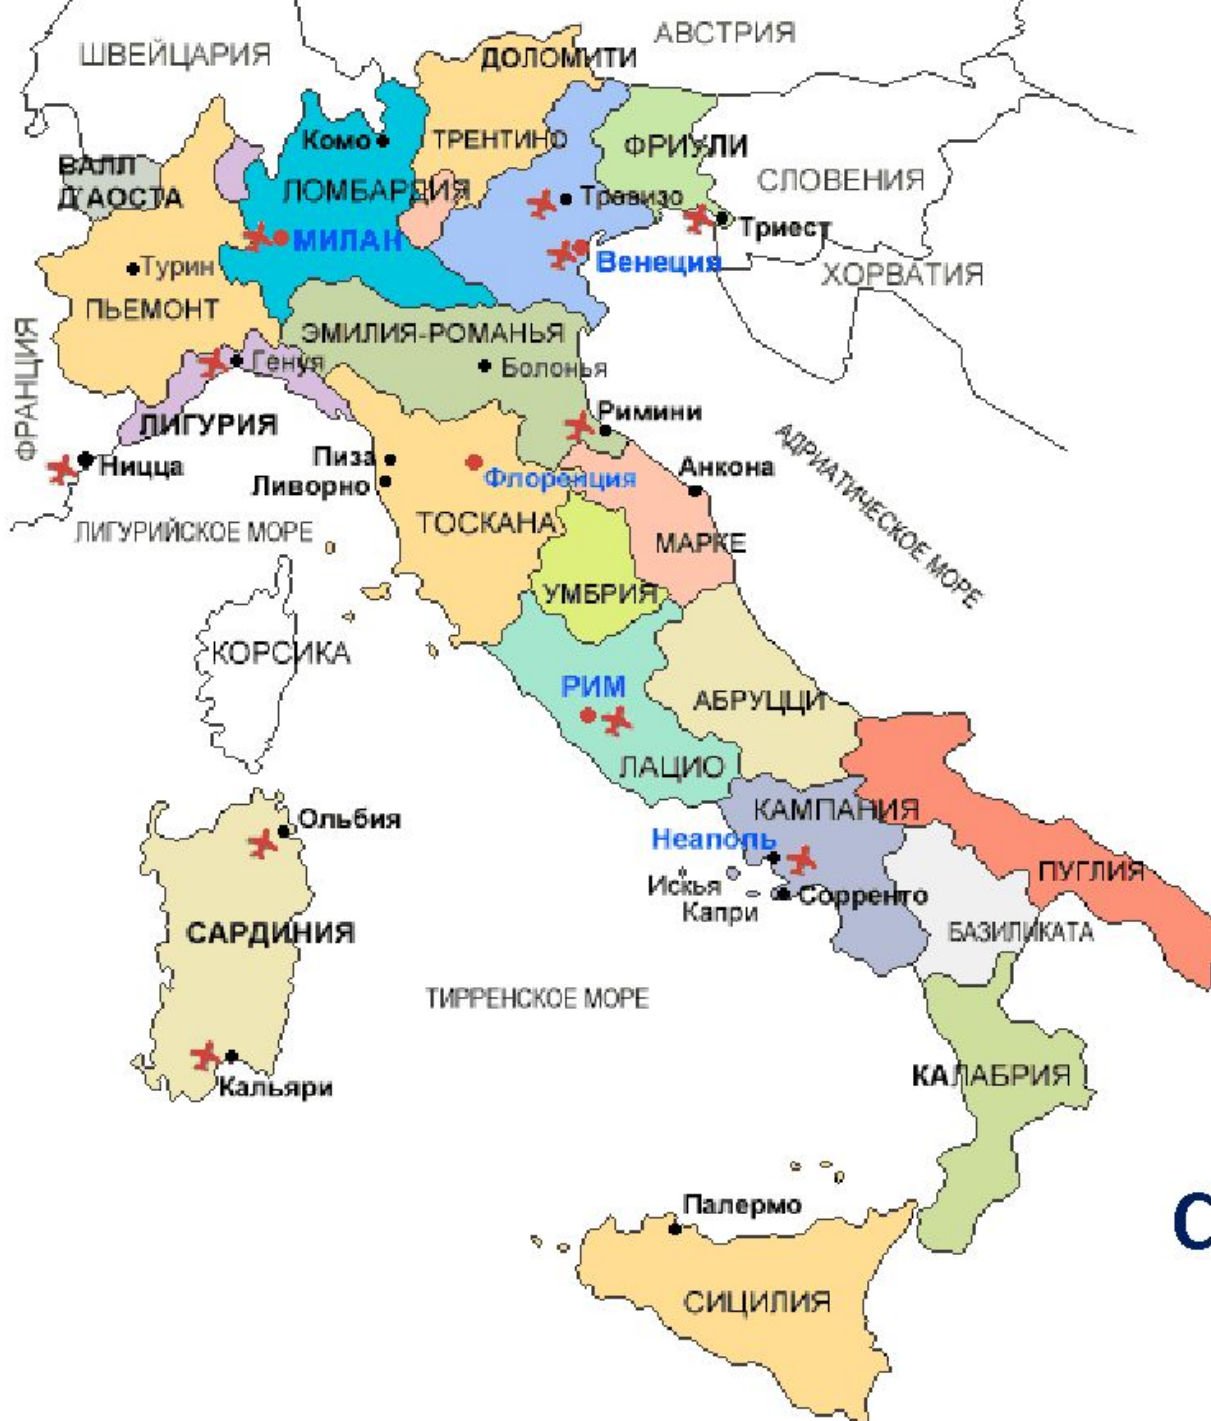 АВСТРИЯ
ШВЕЙЦАРИЯ
ДОЛОМИТИ
Комо
ТРЕНТИНО
ФРИУЛИ
ВАЛЛ
Д'АОСТА
ЛОМБАРДИЯ
СЛОВЕНИЯ
Тревизо
Триест
МИЛАН
Венеция
Турин
ХОРВАТИЯ
ПЬЕМОНТ
ЭМИЛИЯ-РОМАНЬЯ
ФРАНЦИЯ
Генуя
Болонья
Римини
ЛИГУРИЯ
Ницца
Пиза
Анкона
Ливорно
Флоренция
АДРИАТИЧЕСКОЕ МОРЕ
ЛИГУРИЙСКОЕ МОРЕ
ТОСКАНА
МАРКЕ
УМБРИЯ
КОРСИКА
РИМ
АБРУЦЦИ
ЛАЦИО
КАМПАНИЯ
Ольбия
Неаполь
ПУГЛИЯ
Искья
Капри
Сорренто
САРДИНИЯ
БАЗИЛИКАТА
ТИРРЕНСКОЕ МОРЕ
Кальяри
КАЛАБРИЯ
Палермо
С
СИЦИЛИЯ